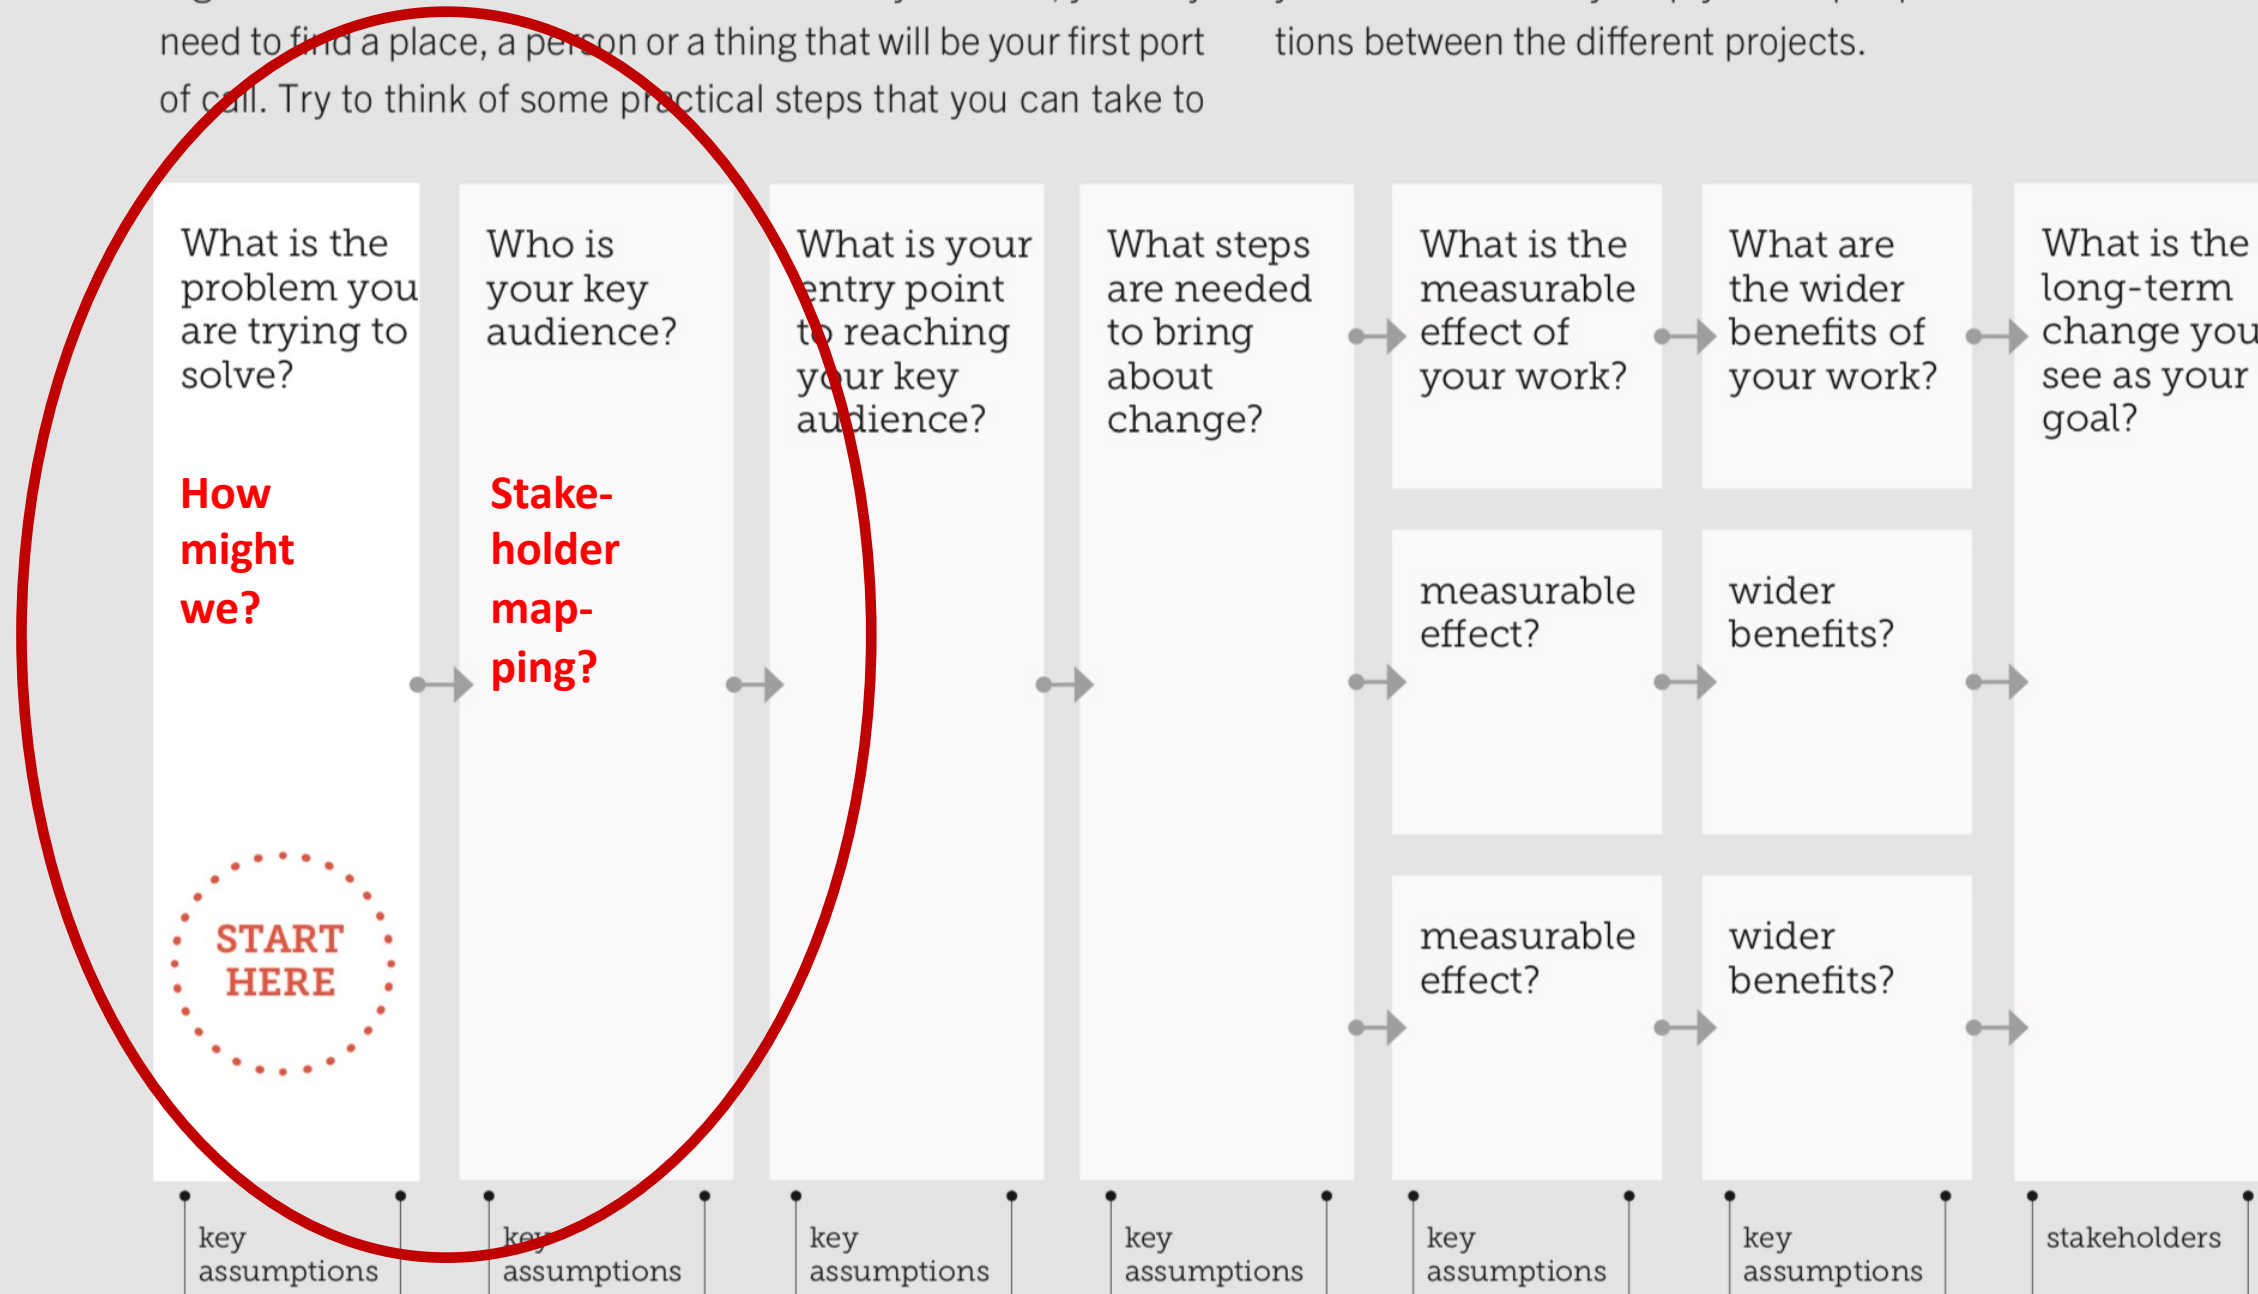 need to find a place, a person or a thing that will be your first port
of call. Try to think of some practical steps that you can take to
tions between the different projects.
What is the
problem you
are trying to
solve?
How
might
we?
START
HERE
Who is
your key
audience?
Stake-
holder
map-
ping?
What is your
entry point
to reaching
your key
audience?
What steps
are needed
to bring
about
change?
What is the
measurable
effect of
your work?
measurable
effect?
measurable
effect?
What are
the wider
benefits of
your work?
wider
benefits?
wider
benefits?
What is the
long-term
change you
see as your
goal?
key
assumptions
key
assumptions
key
assumptions
key
assumptions
key
assumptions
key
assumptions
stakeholders